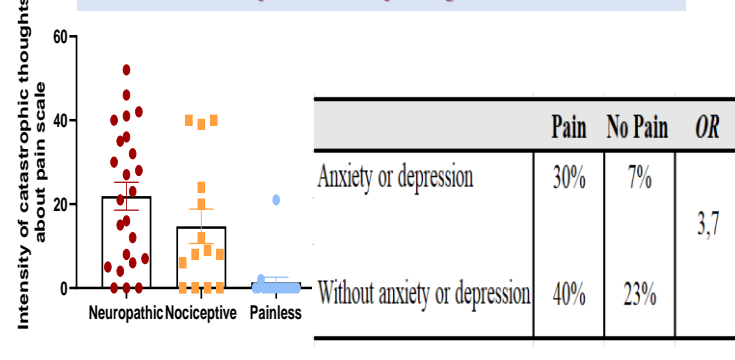 Intensity of catastrophic thoughts
about pain scale
60
40
20
0
Neuropathic Nociceptive Painless
Pain No Pain OR
Anxiety or depression 30% 7%
3,7
Without anxiety or depression 40% 23%